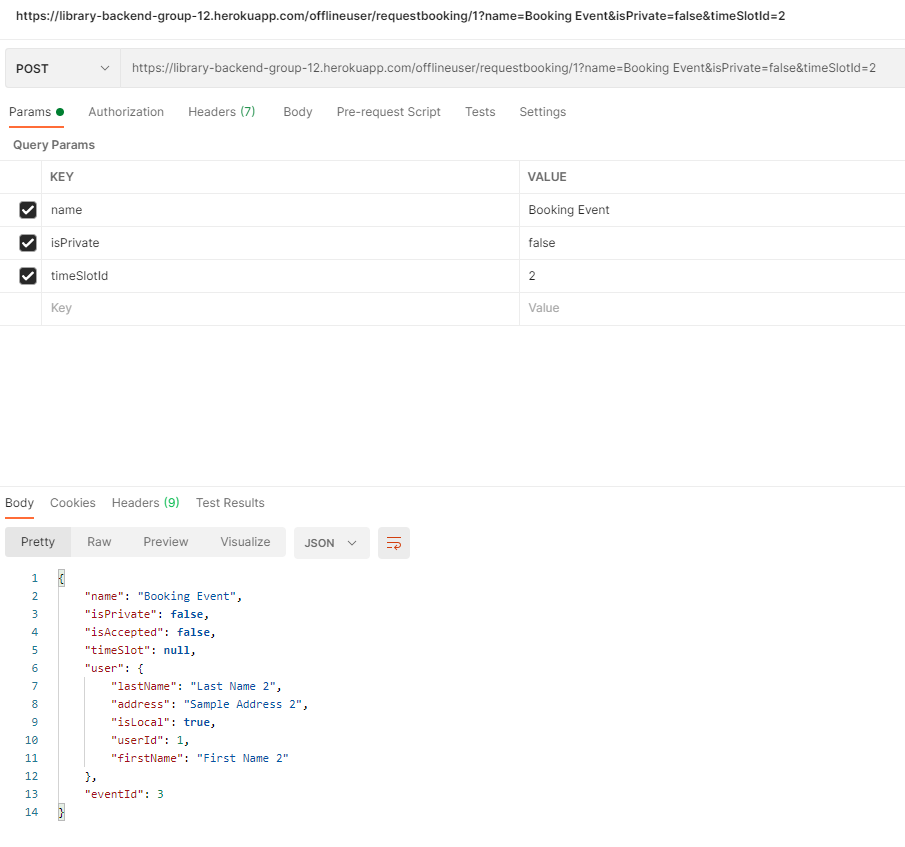 https://library-backend-group-12.herokuapp.com/offlineuser/requestbooking/1?name=Booking Event&isPrivate=false&timeSlotId=2
POST https://library-backend-group-12.herokuapp.com/offlineuser/requestbooking/1?name=Booking Event&isPrivate=false&timeSlotId=2
Params Authorization Headers (7) Body Pre-request Script Tests Settings
Query Params
KEY VALUE
name Booking Event
isPrivate false
timeSlotId 2
Key Value
Body Cookies Headers (9) Test Results
Pretty Raw Preview Visualize JSON
1 {
2 "name": "Booking Event",
3 "isPrivate": false,
4 "isAccepted": false,
5 "timeSlot": null,
6 "user": {
7 "lastName": "Last Name 2",
8 "address": "Sample Address 2",
9 "isLocal": true,
10 "userId": 1,
11 "firstName": "First Name 2"
12 },
13 "eventId": 3
14 }